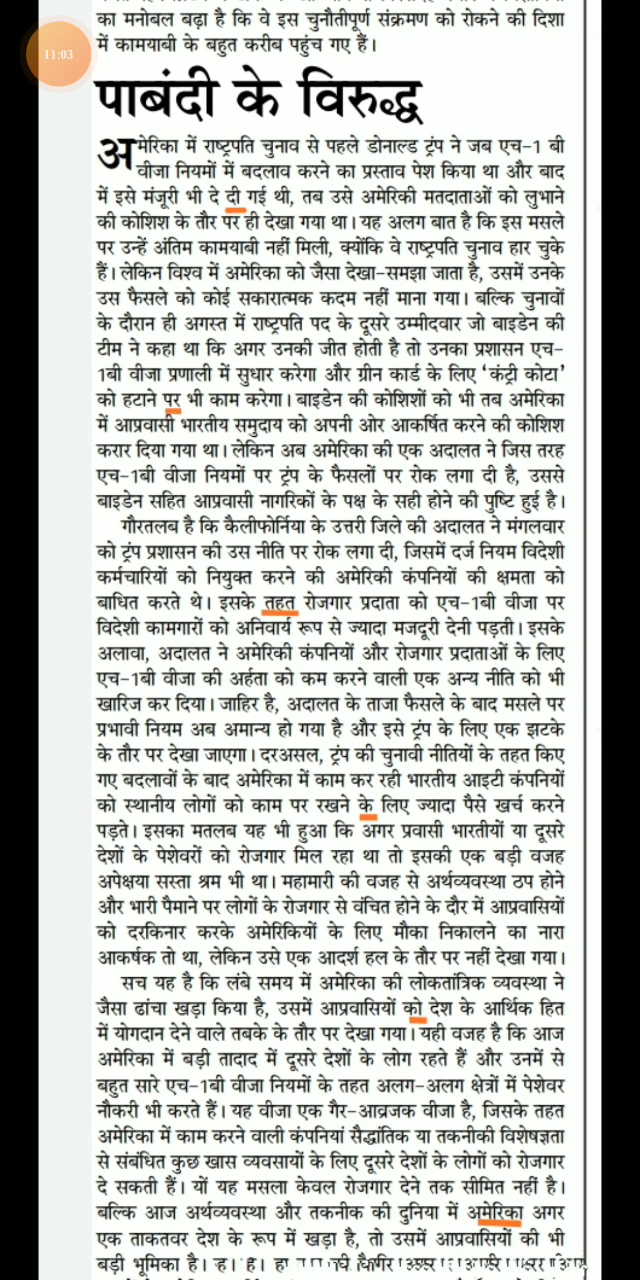 का मनोबल बढ़ा है कि वे इस चुनौतीपूर्ण संक्रमण को रोकने की दिशा
11:03
में कामयाबी के बहुत करीब पहुंच गए हैं।
पाबंदी के विरुद्ध
अमेरिका में राष्ट्रपति चुनाव से पहले डोनाल्ड ट्रंप ने जब एच-1 बी
वीजा नियमों में बदलाव करने का प्रस्ताव पेश किया था और बाद
में इसे मंजूरी भी दे दी गई थी, तब उसे अमेरिकी मतदाताओं को लुभाने
की कोशिश के तौर पर ही देखा गया था। यह अलग बात है कि इस मसले
पर उन्हें अंतिम कामयाबी नहीं मिली, क्योंकि वे राष्ट्रपति चुनाव हार चुके
हैं। लेकिन विश्व में अमेरिका को जैसा देखा-समझा जाता है, उसमें उनके
उस फैसले को कोई सकारात्मक कदम नहीं माना गया। बल्कि चुनावों
के दौरान ही अगस्त में राष्ट्रपति पद के दूसरे उम्मीदवार जो बाइडेन की
टीम ने कहा था कि अगर उनकी जीत होती है तो उनका प्रशासन एच-
1बी वीजा प्रणाली में सुधार करेगा और ग्रीन कार्ड के लिए ‘कंट्री कोटा’
को हटाने पर भी काम करेगा। बाइडेन की कोशिशों को भी तब अमेरिका
में आप्रवासी भारतीय समुदाय को अपनी ओर आकर्षित करने की कोशिश
करार दिया गया था। लेकिन अब अमेरिका की एक अदालत ने जिस तरह
एच-1बी वीजा नियमों पर ट्रंप के फैसलों पर रोक लगा दी है, उससे
बाइडेन सहित आप्रवासी नागरिकों के पक्ष के सही होने की पुष्टि हुई है।
गौरतलब है कि कैलीफोर्निया के उत्तरी जिले की अदालत ने मंगलवार
को ट्रंप प्रशासन की उस नीति पर रोक लगा दी, जिसमें दर्ज नियम विदेशी
कर्मचारियों को नियुक्त करने की अमेरिकी कंपनियों की क्षमता को
बाधित करते थे। इसके तहत रोजगार प्रदाता को एच-1बी वीजा पर
विदेशी कामगारों को अनिवार्य रूप से ज्यादा मजदूरी देनी पड़ती। इसके
अलावा, अदालत ने अमेरिकी कंपनियों और रोजगार प्रदाताओं के लिए
एच-1बी वीजा की अर्हता को कम करने वाली एक अन्य नीति को भी
खारिज कर दिया। जाहिर है, अदालत के ताजा फैसले के बाद मसले पर
प्रभावी नियम अब अमान्य हो गया है और इसे ट्रंप के लिए एक झटके
के तौर पर देखा जाएगा। दरअसल, ट्रंप की चुनावी नीतियों के तहत किए
गए बदलावों के बाद अमेरिका में काम कर रही भारतीय आइटी कंपनियों
को स्थानीय लोगों को काम पर रखने के लिए ज्यादा पैसे खर्च करने
पड़ते। इसका मतलब यह भी हुआ कि अगर प्रवासी भारतीयों या दूसरे
देशों के पेशेवरों को रोजगार मिल रहा था तो इसकी एक बड़ी वजह
अपेक्षया सस्ता श्रम भी था। महामारी की वजह से अर्थव्यवस्था ठप होने
और भारी पैमाने पर लोगों के रोजगार से वंचित होने के दौर में आप्रवासियों
को दरकिनार करके अमेरिकियों के लिए मौका निकालने का नारा
आकर्षक तो था, लेकिन उसे एक आदर्श हल के तौर पर नहीं देखा गया।
सच यह है कि लंबे समय में अमेरिका की लोकतांत्रिक व्यवस्था ने
जैसा ढांचा खड़ा किया है, उसमें आप्रवासियों को देश के आर्थिक हित
में योगदान देने वाले तबके के तौर पर देखा गया। यही वजह है कि आज
अमेरिका में बड़ी तादाद में दूसरे देशों के लोग रहते हैं और उनमें से
बहुत सारे एच-1बी वीजा नियमों के तहत अलग-अलग क्षेत्रों में पेशेवर
नौकरी भी करते हैं। यह वीजा एक गैर-आव्रजक वीजा है, जिसके तहत
अमेरिका में काम करने वाली कंपनियां सैद्धांतिक या तकनीकी विशेषज्ञता
से संबंधित कुछ खास व्यवसायों के लिए दूसरे देशों के लोगों को रोजगार
दे सकती हैं। यों यह मसला केवल रोजगार देने तक सीमित नहीं है।
बल्कि आज अर्थव्यवस्था और तकनीक की दुनिया में अमेरिका अगर
एक ताकतवर देश के रूप में खड़ा है, तो उसमें आप्रवासियों की भी
बड़ी भूमिका है।